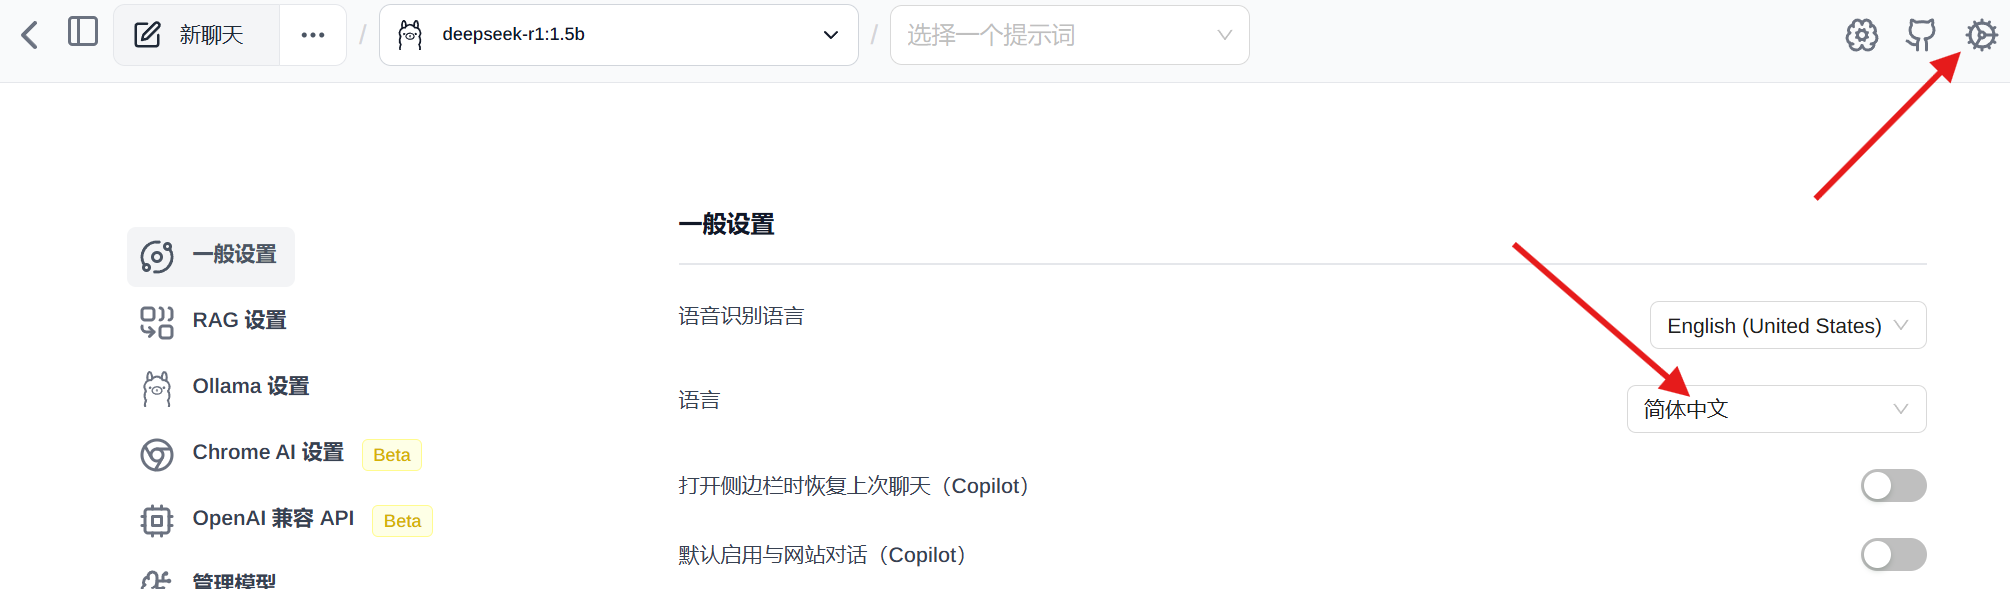 新聊天
deepseek-r1:1.5b
选择一个提示词
一般设置
RAG 设置
Ollama 设置
Chrome AI 设置 Beta
OpenAI 兼容 API Beta
管理模型
一般设置
语音识别语言
English (United States)
语言
简体中文
打开侧边栏时恢复上次聊天（Copilot）
默认启用与网站对话（Copilot）